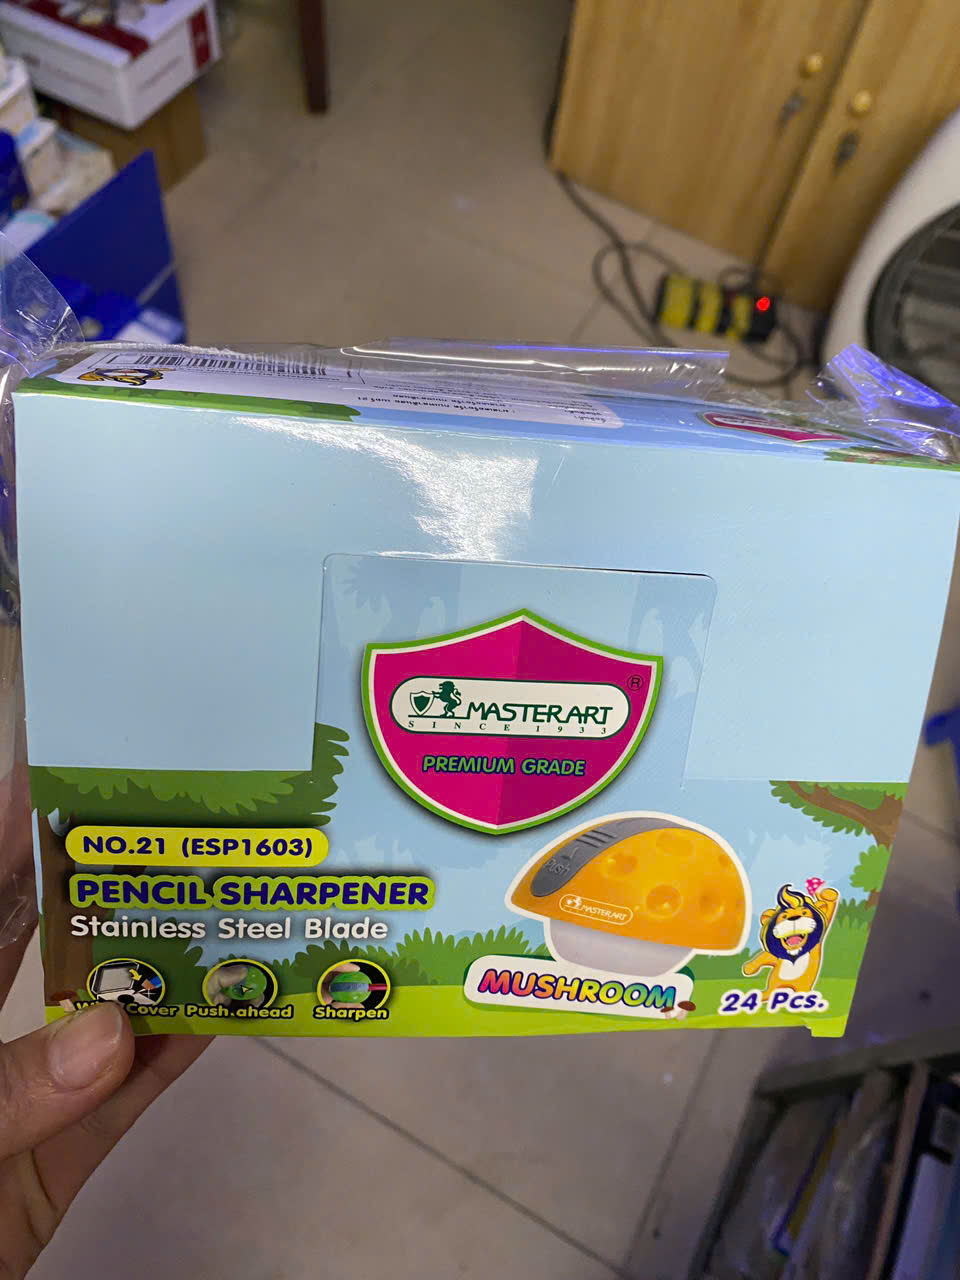 MASTERART
SINCE 1933
®
PREMIUM GRADE
NO.21 (ESP1603)
PENCIL SHARPENER
Stainless Steel Blade
Push
MASTERART
MUSHROOM
24 Pcs.
Cover
Push ahead
Sharpen